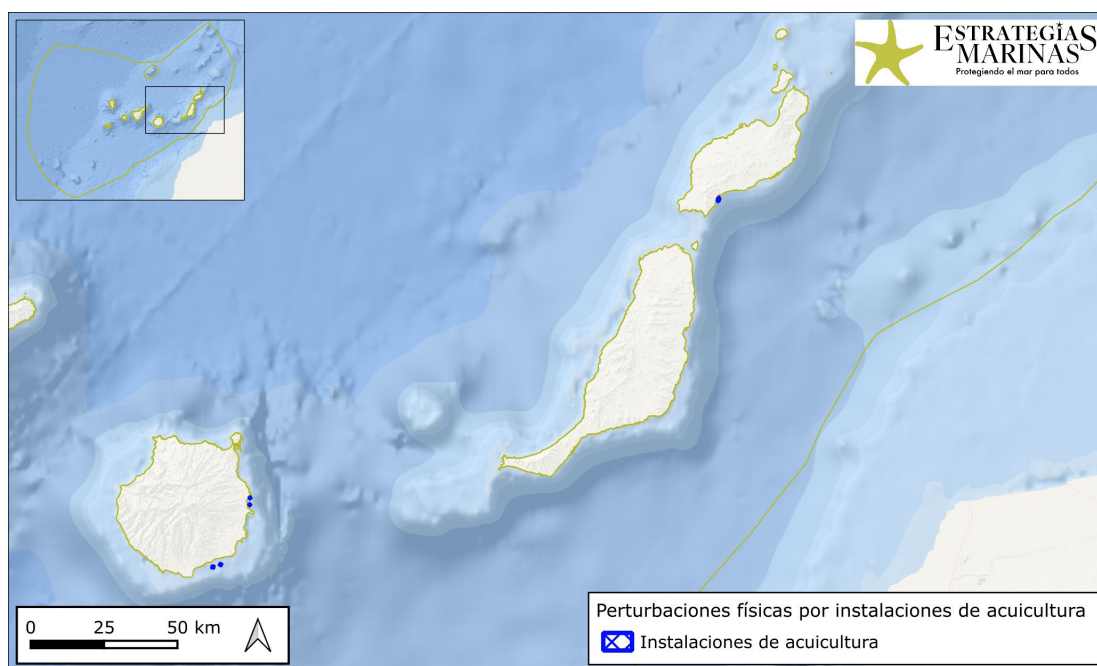 ESTRATEGIAS
MARINAS
Protegiendo el mar para todos
0 25 50 km
Perturbaciones físicas por instalaciones de acuicultura
Instalaciones de acuicultura